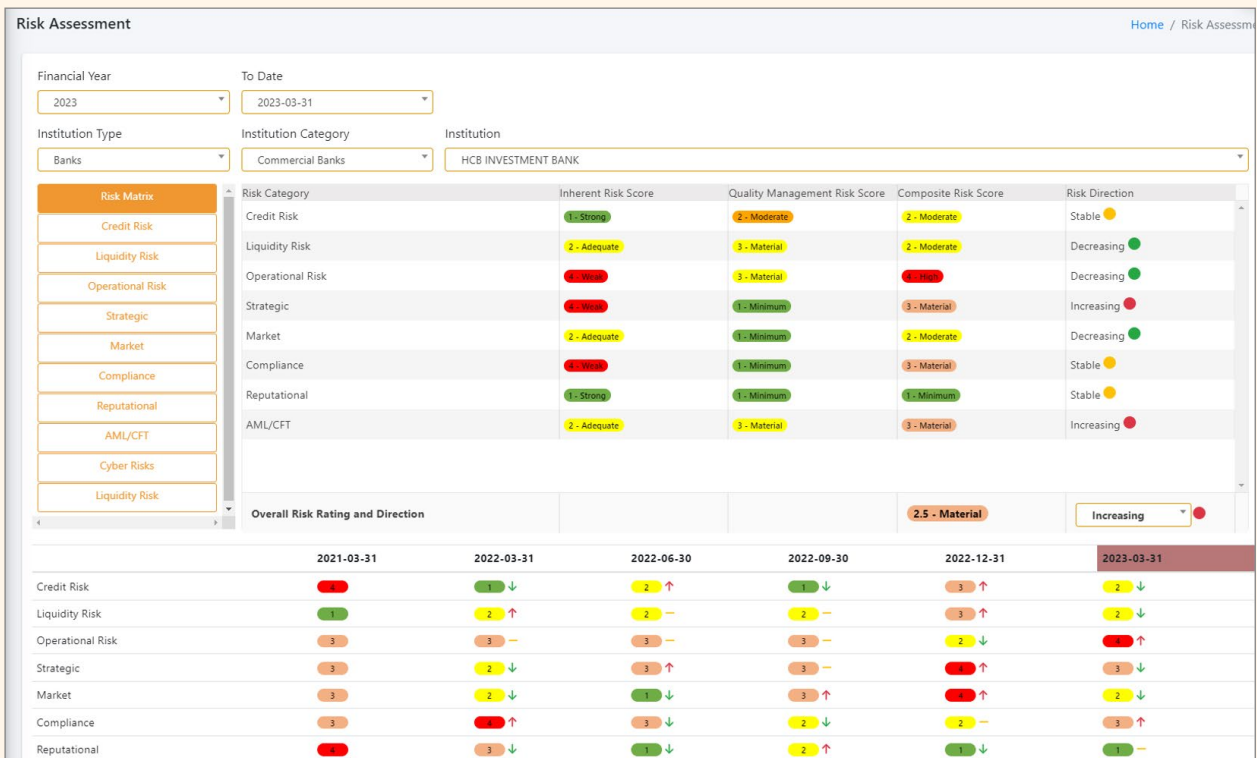 Risk Assessment
Home / Risk Assessme
Financial Year To Date
2023 2023-03-31
Institution Type Institution Category Institution
Banks Commercial Banks HCB INVESTMENT BANK
Risk Matrix Risk Category Inherent Risk Score Quality Management Risk Score Composite Risk Score Risk Direction
Credit Risk Credit Risk 1 - Strong 2 - Moderate 2 - Moderate Stable
Liquidity Risk Liquidity Risk 2 - Adequate 3 - Material 2 - Moderate Decreasing
Operational Risk Operational Risk 4 - Weak 3 - Material 4 - High Decreasing
Strategic Strategic 4 - Weak 1 - Minimum 3 - Material Increasing
Market Market 2 - Adequate 1 - Minimum 2 - Moderate Decreasing
Compliance Compliance 4 - Weak 1 - Minimum 3 - Material Stable
Reputational Reputational 1 - Strong 1 - Minimum 1 - Minimum Stable
AML/CFT AML/CFT 2 - Adequate 3 - Material 3 - Material Increasing
Cyber Risks
Liquidity Risk
Overall Risk Rating and Direction 2.5 - Material Increasing
2021-03-31 2022-03-31 2022-06-30 2022-09-30 2022-12-31 2023-03-31
Credit Risk 4 1 ↓ 2 ↑ 1 ↓ 3 ↑ 2 ↓
Liquidity Risk 1 2 ↑ 2 – 2 – 3 ↑ 2 ↓
Operational Risk 3 3 – 3 – 3 – 2 ↓ 4 ↑
Strategic 3 2 ↓ 3 ↑ 3 – 4 ↑ 3 ↓
Market 3 2 ↓ 1 ↓ 3 ↑ 4 ↑ 2 ↓
Compliance 3 4 ↑ 3 ↓ 2 ↓ 2 – 3 ↑
Reputational 4 3 ↓ 1 ↓ 2 ↑ 1 ↓ 1 –